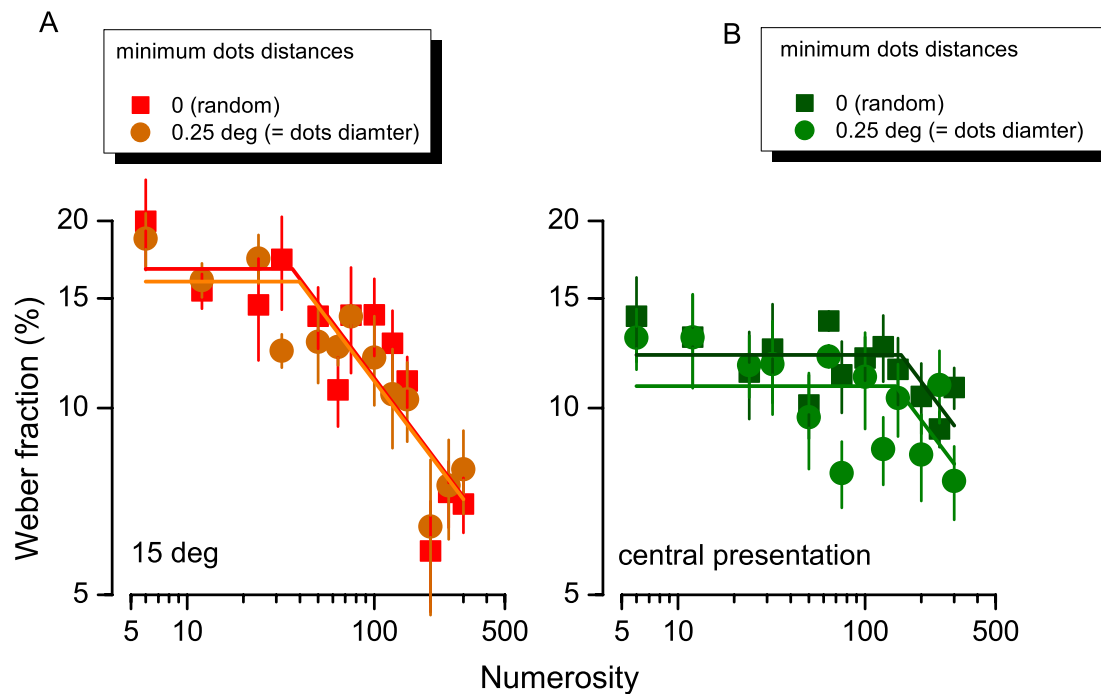 A
minimum dots distances
0 (random)
0.25 deg (= dots diamter)
B
minimum dots distances
0 (random)
0.25 deg (= dots diamter)
Weber fraction (%)
20
15
10
5
15 deg
5
10
100
500
20
15
10
5
central presentation
5
10
100
500
Numerosity